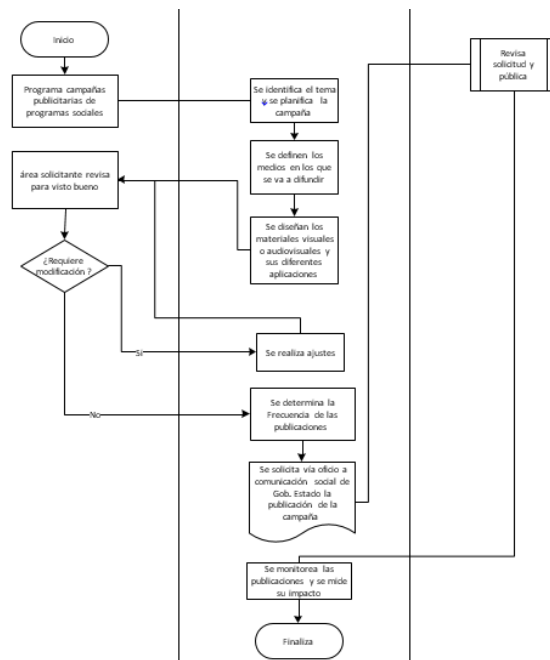 Inicio
Programa campañas
publicitarias de
programas sociales
Se identifica el tema
y se planifica la
campaña
Revisa
solicitud y
pública
Se definen los
medios en los que
se va a difundir
área solicitante revisa
para visto bueno
Se diseñan los
materiales visuales
o audiovisuales y
sus diferentes
aplicaciones
¿Requiere
modificación ?
Si
Se realiza ajustes
No
Se determina la
Frecuencia de las
publicaciones
Se solicita vía oficio a
comunicación social de
Gob. Estado la
publicación de la
campaña
Se monitorea las
publicaciones y se mide
su impacto
Finaliza